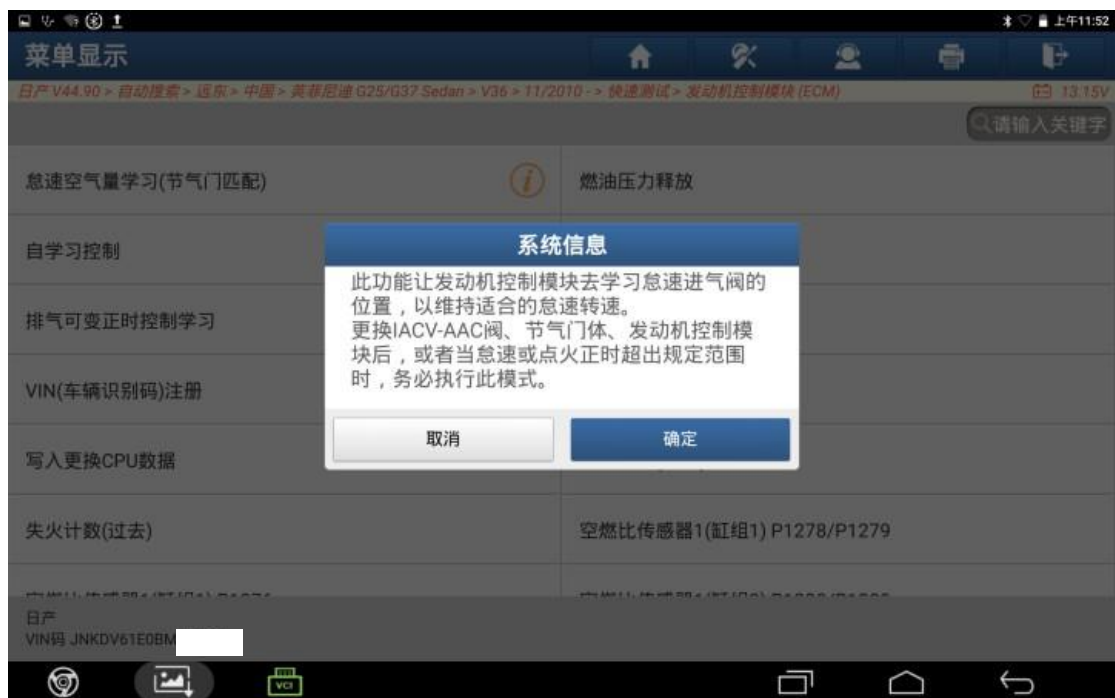 上午11:52
菜单显示
日产 V44.90 > 自动搜索 > 远东 > 中国 > 英菲尼迪 G25/G37 Sedan > V36 > 11/2010 - > 快速测试 > 发动机控制模块 (ECM)
13.15V
请输入关键字
怠速空气量学习(节气门匹配)
燃油压力释放
自学习控制
排气可变正时控制学习
VIN(车辆识别码)注册
写入更换CPU数据
失火计数(过去)
空燃比传感器1(缸组1) P1278/P1279
系统信息
此功能让发动机控制模块去学习怠速进气阀的
位置，以维持适合的怠速转速。
更换IACV-AAC阀、节气门体、发动机控制模
块后，或者当怠速或点火正时超出规定范围
时，务必执行此模式。
取消
确定
日产
VIN码 JNKDV61E0BM
VCI